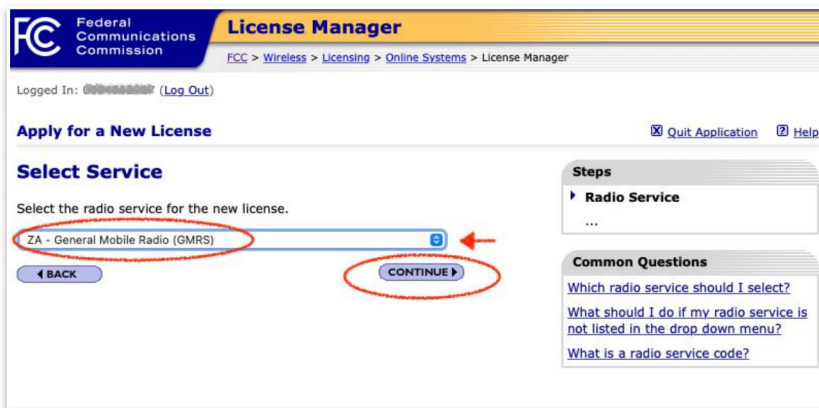 FCC
Federal
Communications
Commission
License Manager
FCC > Wireless > Licensing > Online Systems > License Manager
Logged In: (Log Out)
Apply for a New License
Quit Application
? Help
Select Service
Select the radio service for the new license.
ZA - General Mobile Radio (GMRS)
BACK
CONTINUE
Steps
Radio Service
...
Common Questions
Which radio service should I select?
What should I do if my radio service is
not listed in the drop down menu?
What is a radio service code?